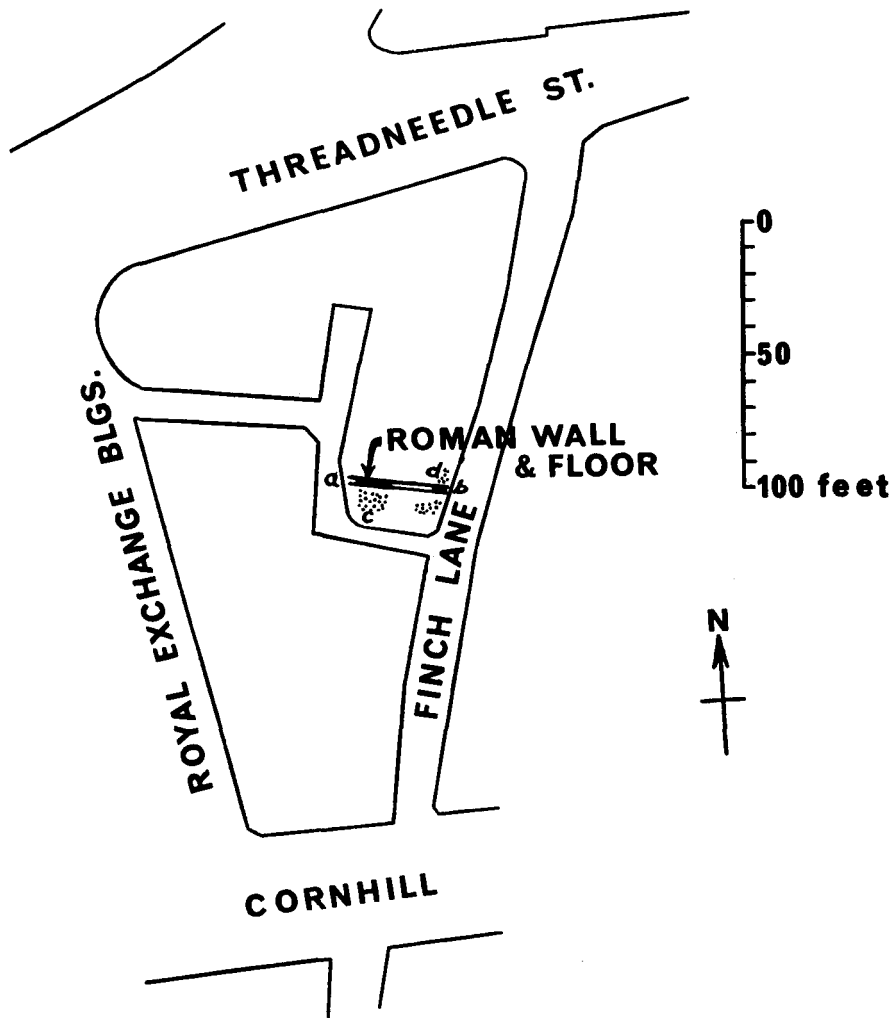 THREADNEEDLE ST.
0
50
100 feet
ROYAL EXCHANGE BLGS.
ROMAN WALL
& FLOOR
a
b
c
d
FINCH LANE
N
CORNHILL